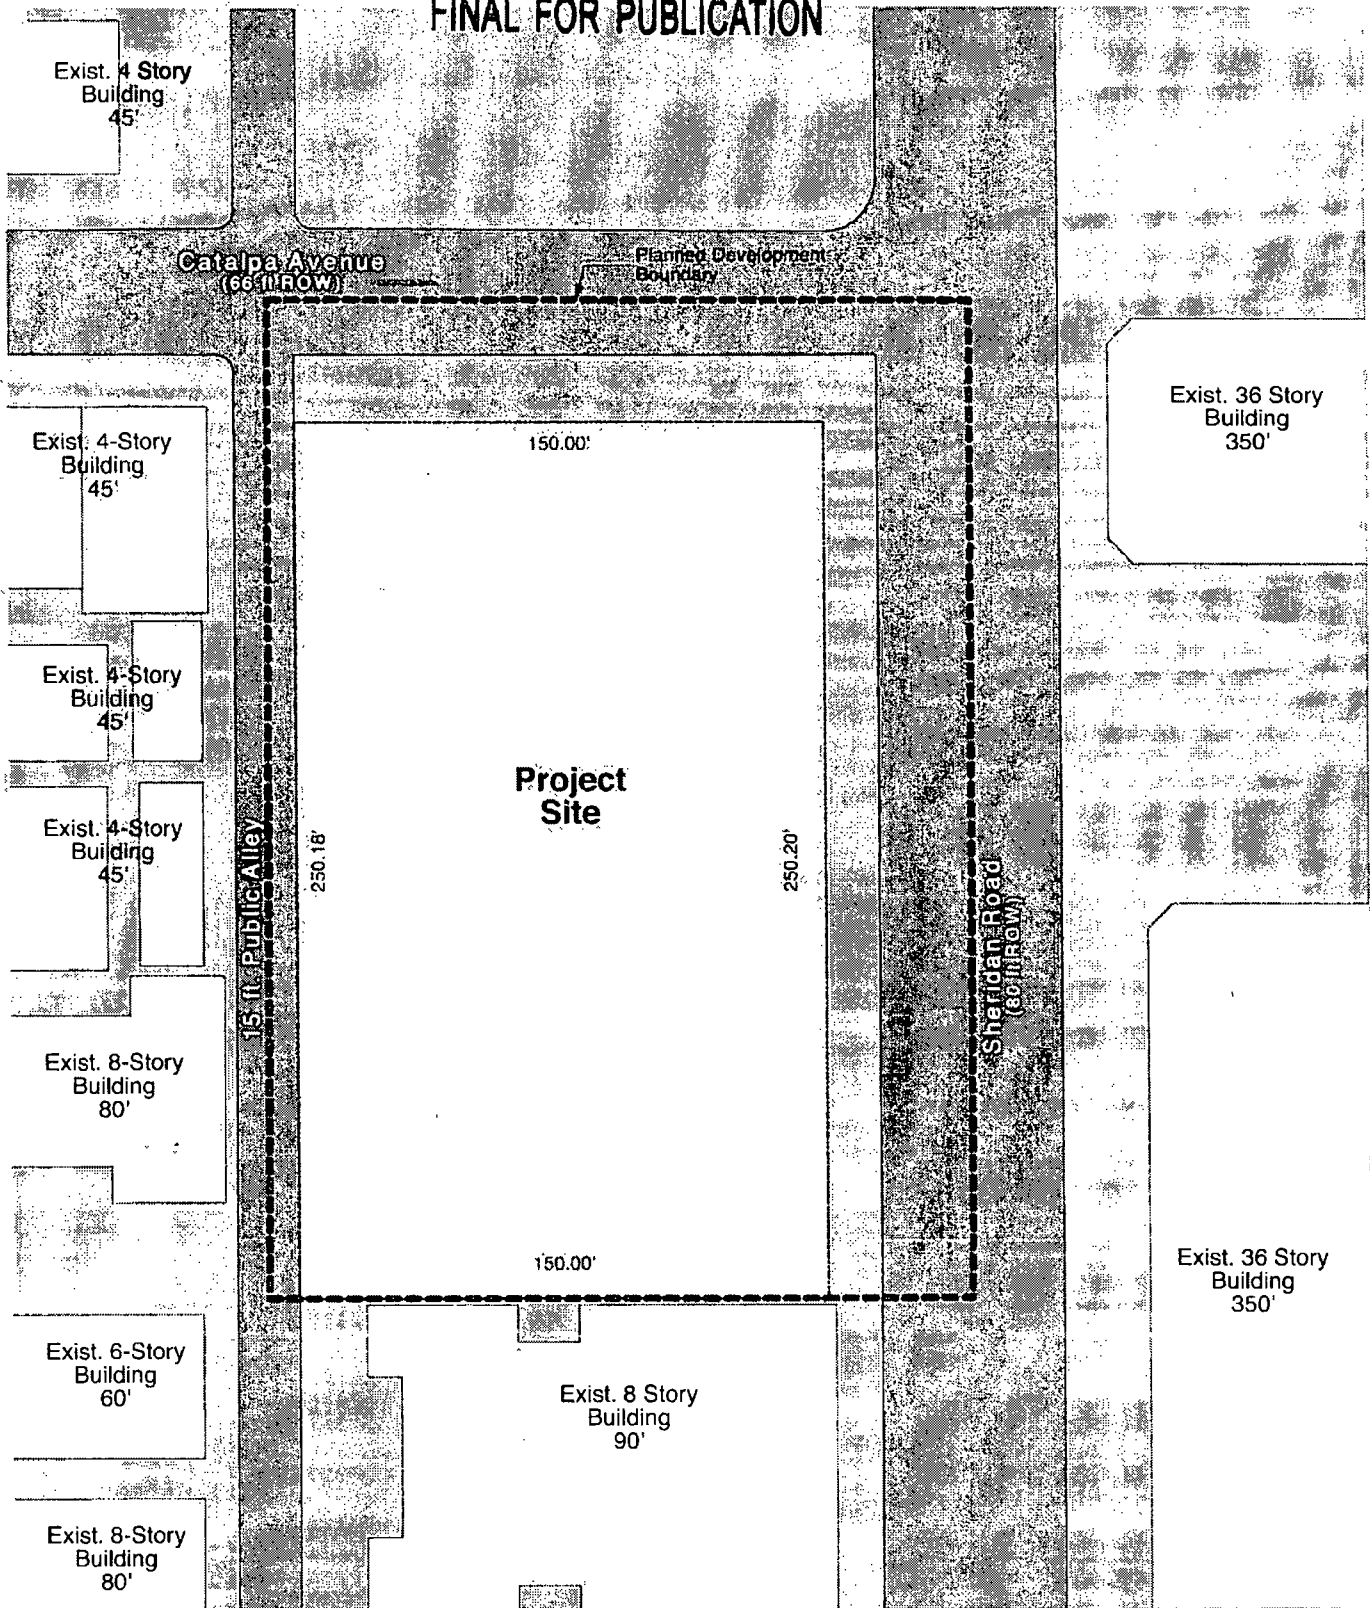 FINAL FOR PUBLICATION
Exist. 4 Story
Building
45'
Catalpa Avenue
(66 ft ROW)
Planned Development
Boundary
Exist. 36 Story
Building
350'
Exist. 4-Story
Building
45'
150.00'
Exist. 4-Story
Building
45'
Project
Site
Exist. 4-Story
Building
45'
15 ft. Public Alley
250.18'
250.20'
Sheridan Road
(80 ft ROW)
Exist. 8-Story
Building
80'
150.00'
Exist. 36 Story
Building
350'
Exist. 6-Story
Building
60'
Exist. 8 Story
Building
90'
Exist. 8-Story
Building
80'